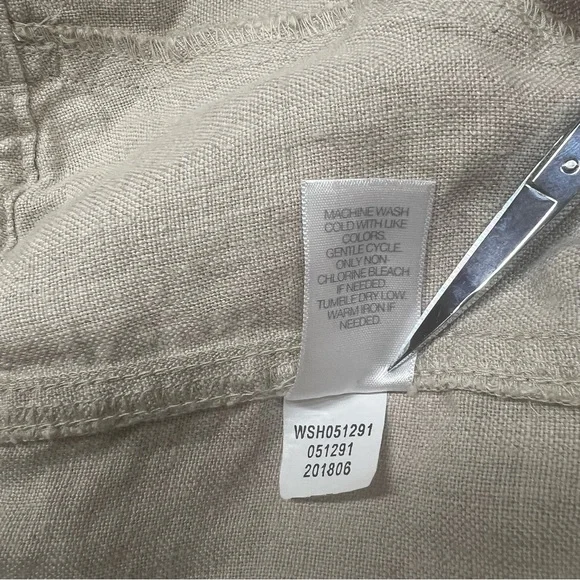 MACHINE WASH
COLD WITH LIKE
COLORS.
GENTLE CYCLE.
ONLY NON-
CHLORINE BLEACH
IF NEEDED.
TUMBLE DRY LOW.
WARM IRON IF
NEEDED.
WSH051291
051291
201806